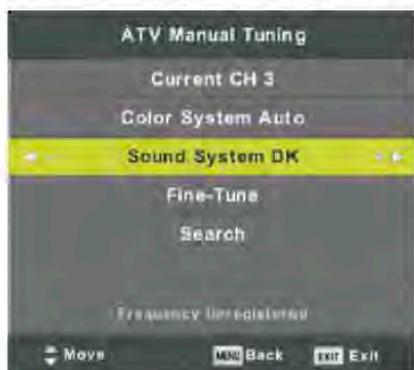 ATV Manual Tuning
Current CH 3
Color System Auto
Sound System DK
Fine-Tune
Search
Frequency Unregistered
Move MENU Back EXIT Exit